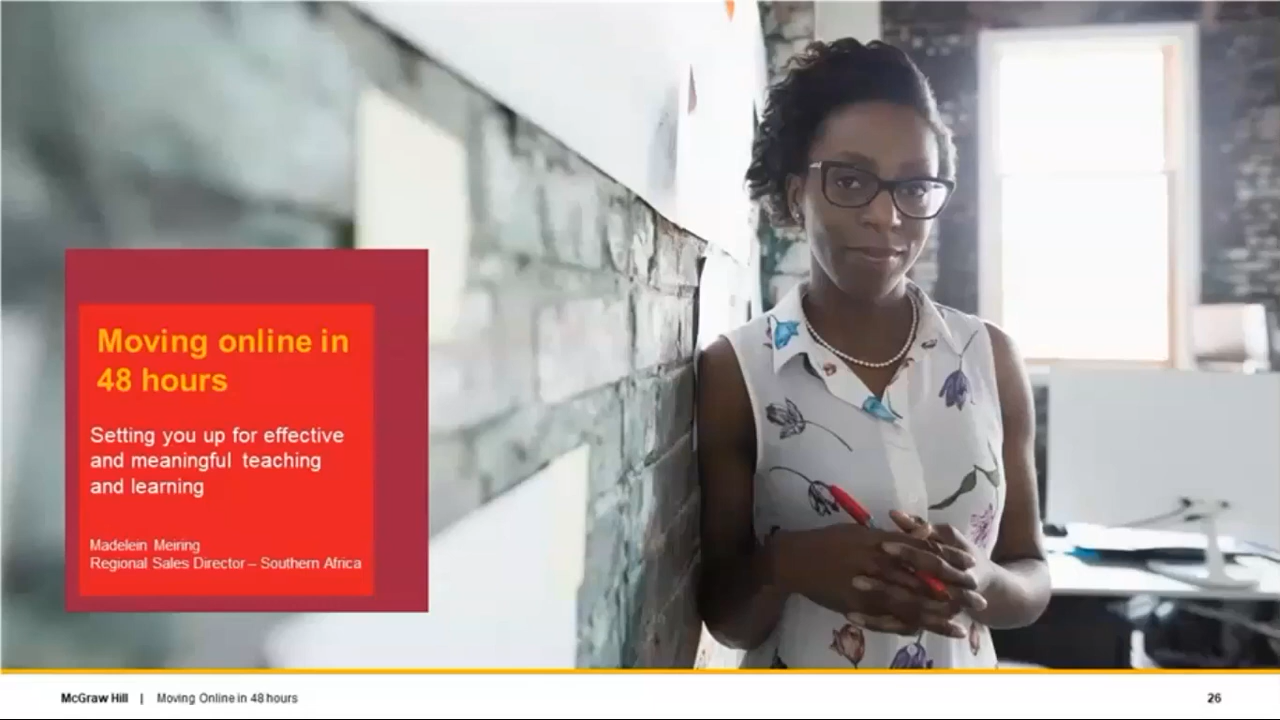 Moving online in
48 hours
Setting you up for effective
and meaningful teaching
and learning
Madelein Meiring
Regional Sales Director – Southern Africa
McGraw Hill | Moving Online in 48 hours
26